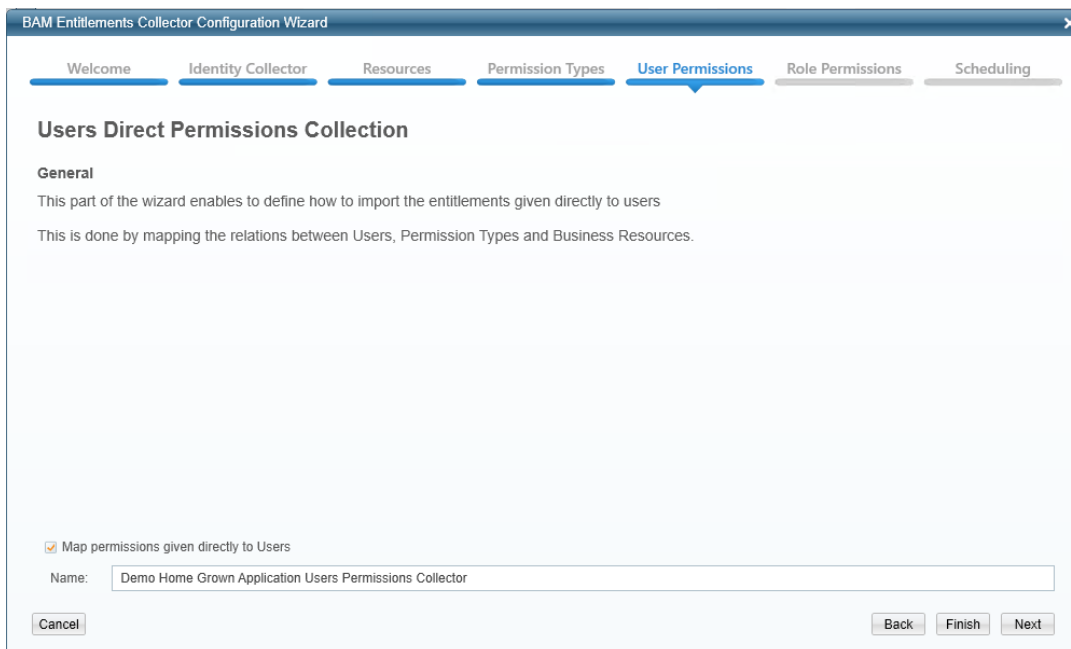 BAM Entitlements Collector Configuration Wizard
Welcome Identity Collector Resources Permission Types User Permissions Role Permissions Scheduling
Users Direct Permissions Collection
General
This part of the wizard enables to define how to import the entitlements given directly to users
This is done by mapping the relations between Users, Permission Types and Business Resources.
Map permissions given directly to Users
Name: Demo Home Grown Application Users Permissions Collector
Cancel Back Finish Next